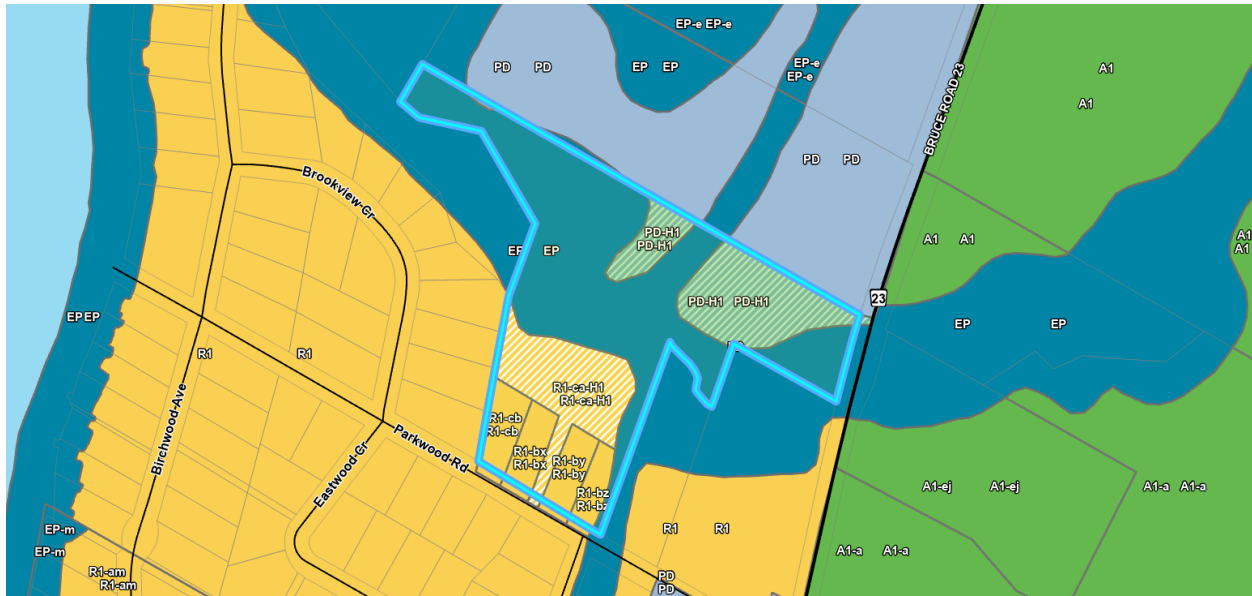 EP-e EP-e
PD PD
EP EP
EP-e
EP-e
A1
A1
BRUCE ROAD 23
PD PD
Brookview Cr
PD-H1
PD-H1
EP EP
A1 A1
A1
A1
PD-H1 PD-H1
23
EP EP
EP EP
R1 R1
R1-ca-H1
R1-ca-H1
Birchwood Ave
Parkwood Rd
Eastwood Cr
R1-cb
R1-cb
R1-bx
R1-bx
R1-by
R1-by
R1-bz
R1-bz
A1-ej A1-ej
A1-a A1-a
EP-m
EP-m
R1 R1
A1-a A1-a
R1-am
R1-am
PD
PD